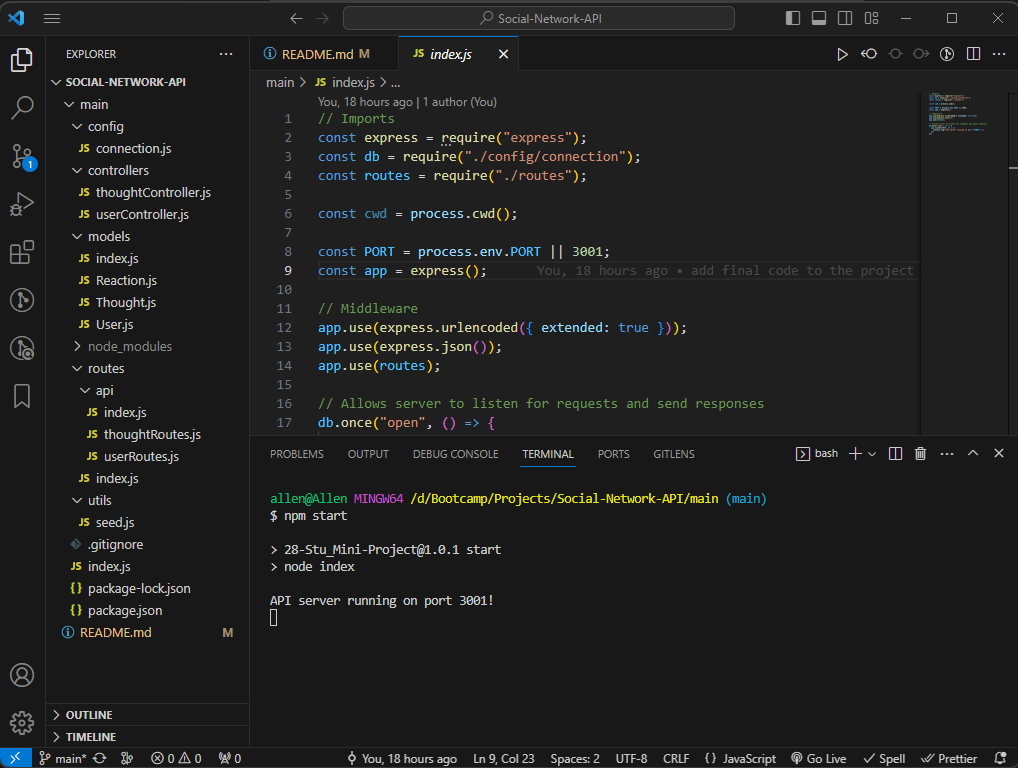 Social-Network-API
EXPLORER
SOCIAL-NETWORK-API
main
config
JS connection.js
controllers
JS thoughtController.js
JS userController.js
models
JS index.js
JS Reaction.js
JS Thought.js
JS User.js
node_modules
routes
api
JS index.js
JS thoughtRoutes.js
JS userRoutes.js
JS index.js
utils
JS seed.js
.gitignore
JS index.js
{} package-lock.json
{} package.json
README.md M
OUTLINE
TIMELINE
1
README.md M
JS index.js
main > JS index.js > ...
You, 18 hours ago | 1 author (You)
1 // Imports
2 const express = require("express");
3 const db = require("./config/connection");
4 const routes = require("./routes");
5
6 const cwd = process.cwd();
7
8 const PORT = process.env.PORT || 3001;
9 const app = express(); You, 18 hours ago • add final code to the project
10
11 // Middleware
12 app.use(express.urlencoded({ extended: true }));
13 app.use(express.json());
14 app.use(routes);
15
16 // Allows server to listen for requests and send responses
17 db.once("open", () => {
PROBLEMS OUTPUT DEBUG CONSOLE TERMINAL PORTS GITLENS bash
allen@Allen MINGW64 /d/Bootcamp/Projects/Social-Network-API/main (main)
$ npm start
> 28-Stu_Mini-Project@1.0.1 start
> node index
API server running on port 3001!
main* 0 0 0 You, 18 hours ago Ln 9, Col 23 Spaces: 2 UTF-8 CRLF {} JavaScript Go Live Spell Prettier